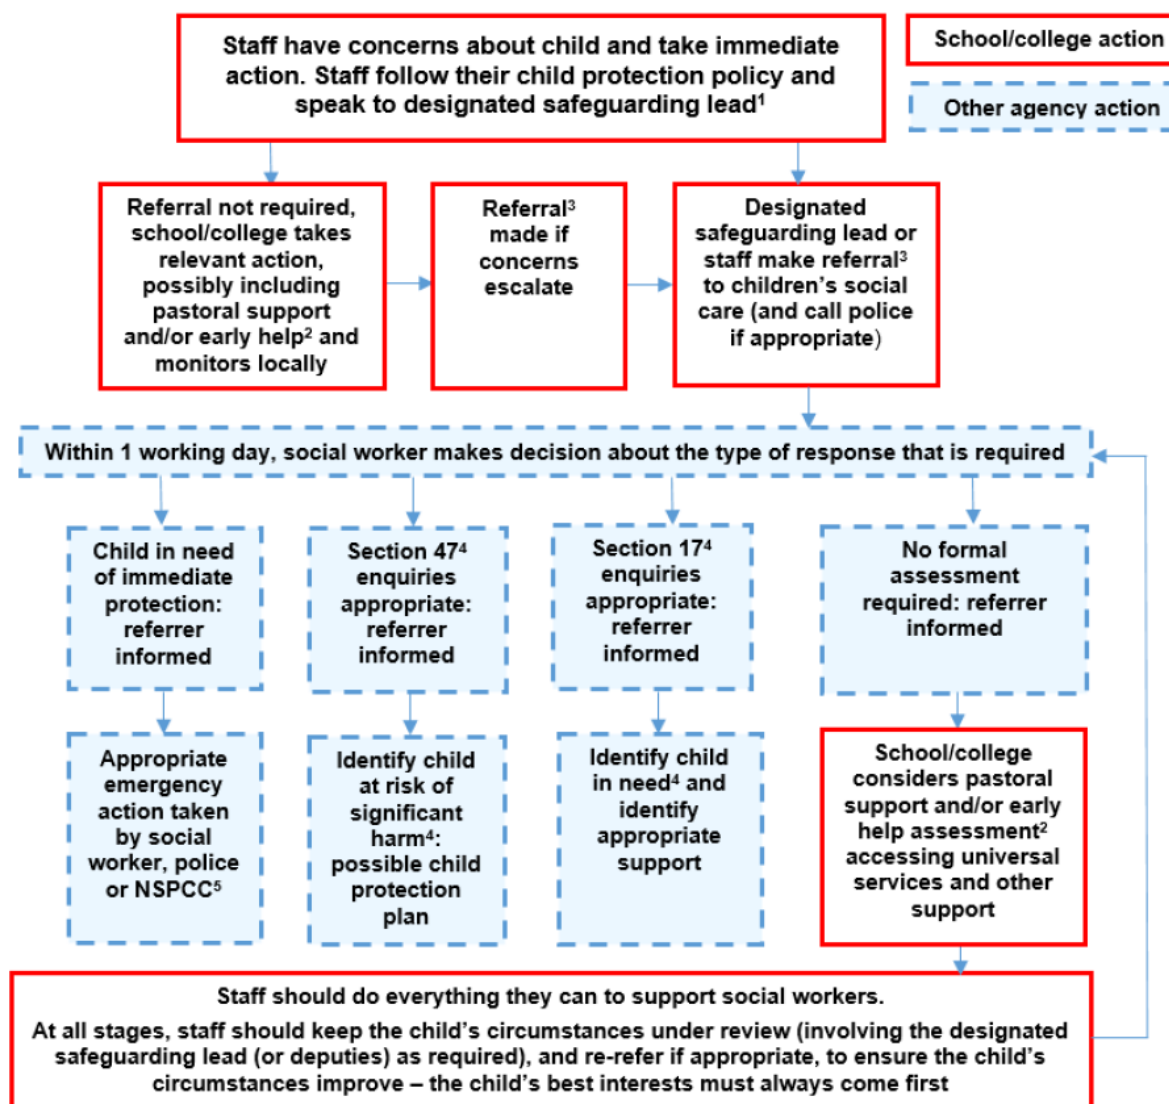 Staff have concerns about child and take immediate
action. Staff follow their child protection policy and
speak to designated safeguarding lead¹
School/college action
Other agency action
Referral not required,
school/college takes
relevant action,
possibly including
pastoral support
and/or early help² and
monitors locally
Referral³
made if
concerns
escalate
Designated
safeguarding lead or
staff make referral³
to children’s social
care (and call police
if appropriate)
Within 1 working day, social worker makes decision about the type of response that is required
Child in need
of immediate
protection:
referrer
informed
Section 47⁴
enquiries
appropriate:
referrer
informed
Section 17⁴
enquiries
appropriate:
referrer
informed
No formal
assessment
required: referrer
informed
Appropriate
emergency
action taken
by social
worker, police
or NSPCC⁵
Identify child
at risk of
significant
harm⁴:
possible child
protection
plan
Identify child
in need⁴ and
identify
appropriate
support
School/college
considers pastoral
support and/or early
help assessment²
accessing universal
services and other
support
Staff should do everything they can to support social workers.
At all stages, staff should keep the child’s circumstances under review (involving the designated
safeguarding lead (or deputies) as required), and re-refer if appropriate, to ensure the child’s
circumstances improve – the child’s best interests must always come first